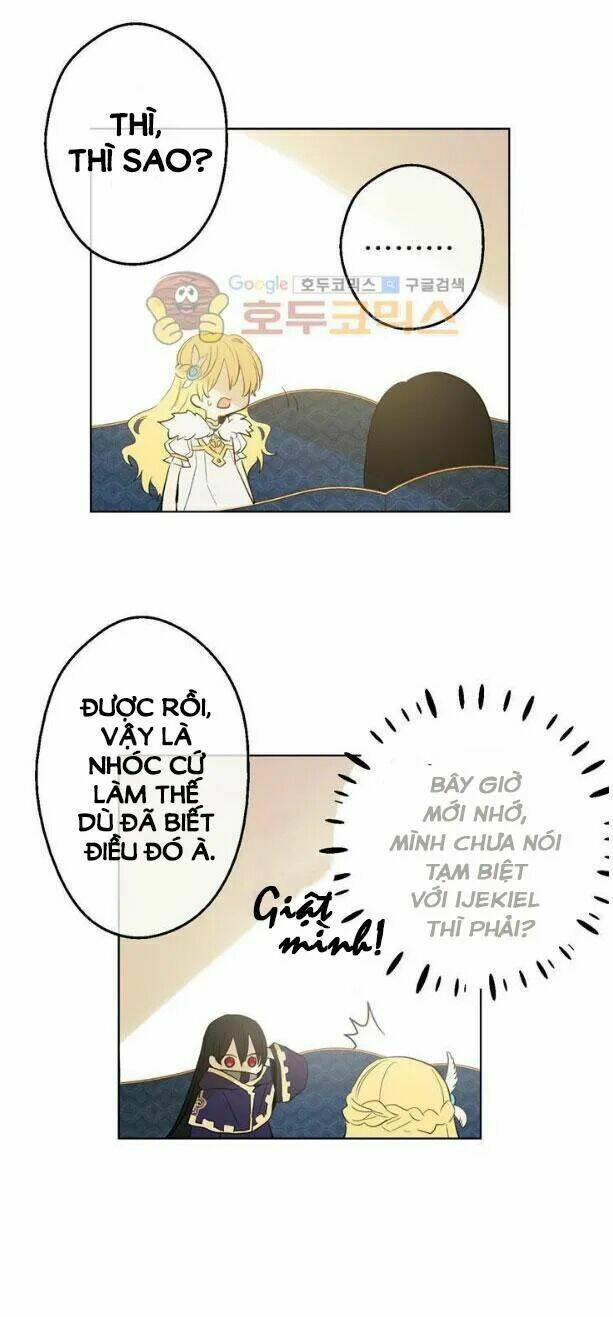 THÌ,
THÌ SAO?
.........
Google 호두코믹스 구글검색
호두코믹스
ĐƯỢC RỒI,
VẬY LÀ
NHÓC CỨ
LÀM THẾ
DÙ ĐÃ BIẾT
ĐIỀU ĐÓ À.
BÂY GIỜ
MỚI NHỚ,
MÌNH CHƯA NÓI
TẠM BIỆT
VỚI IJEKIEL
THÌ PHẢI?
Giật
mình!